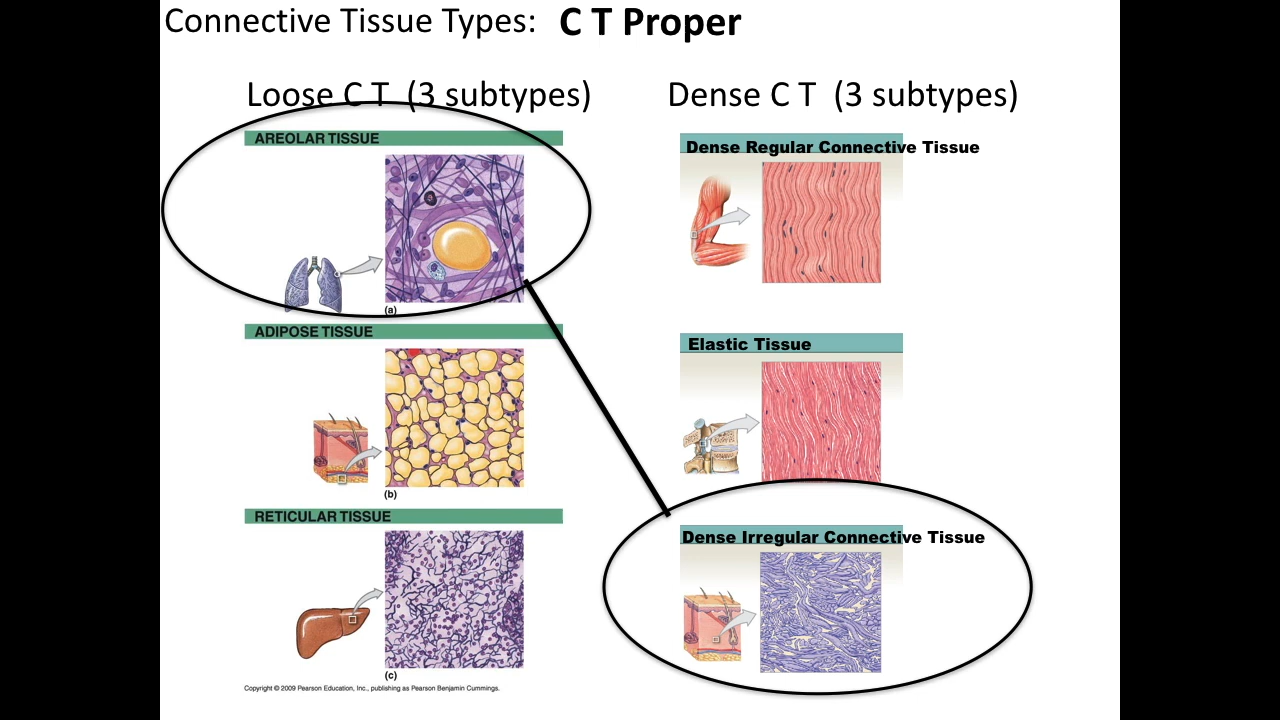 Connective Tissue Types: C T Proper
Loose C T (3 subtypes)
AREOLAR TISSUE
(a)
ADIPOSE TISSUE
(b)
RETICULAR TISSUE
(c)
Copyright © 2009 Pearson Education, Inc., publishing as Pearson Benjamin Cummings.
Dense C T (3 subtypes)
Dense Regular Connective Tissue
Elastic Tissue
Dense Irregular Connective Tissue